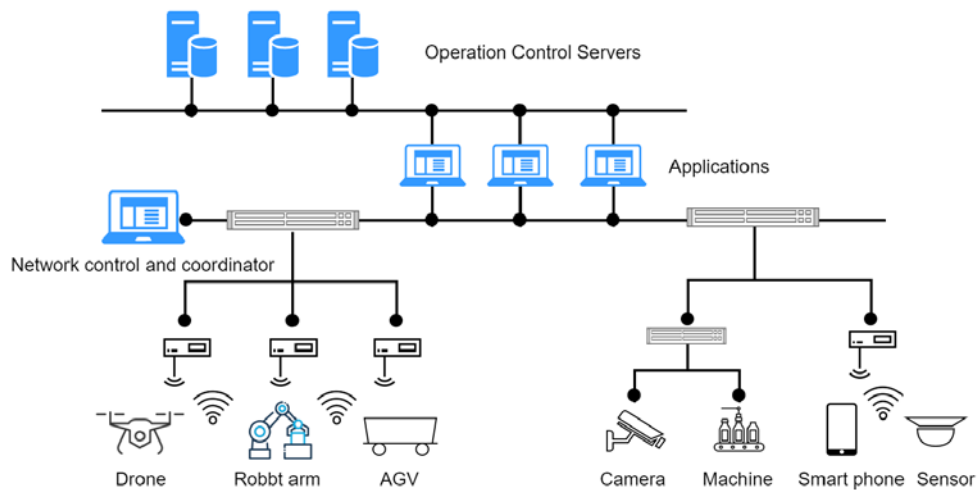 Operation Control Servers
Applications
Network control and coordinator
Drone
Robbt arm
AGV
Camera
Machine
Smart phone
Sensor